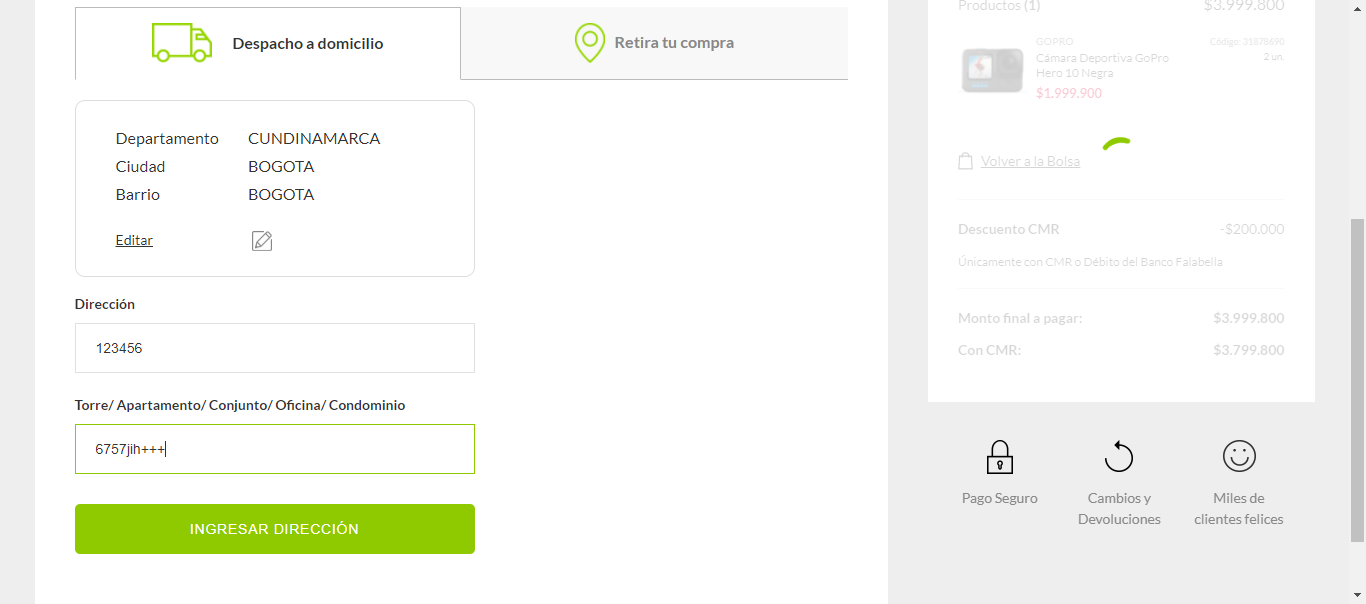 Despacho a domicilio
Retira tu compra
Departamento CUNDINAMARCA
Ciudad BOGOTA
Barrio BOGOTA
Editar
Dirección
123456
Torre/ Apartamento/ Conjunto/ Oficina/ Condominio
6757jih+++
INGRESAR DIRECCIÓN
Productos (1) $3.999.800
GOPRO Código: 31878690
Cámara Deportiva GoPro 2 un.
Hero 10 Negra
$1.999.900
Volver a la Bolsa
Descuento CMR -$200.000
Únicamente con CMR o Débito del Banco Falabella
Monto final a pagar: $3.999.800
Con CMR: $3.799.800
Pago Seguro
Cambios y
Devoluciones
Miles de
clientes felices